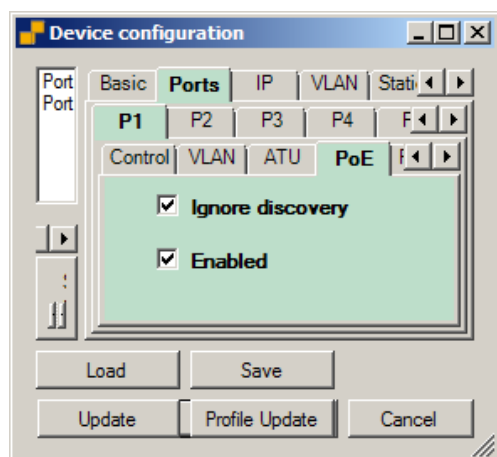 Device configuration
Port
Port
Basic Ports IP VLAN
P1 P2 P3 P4
Control VLAN ATU PoE
Ignore discovery
Enabled
Load Save
Update Profile Update Cancel